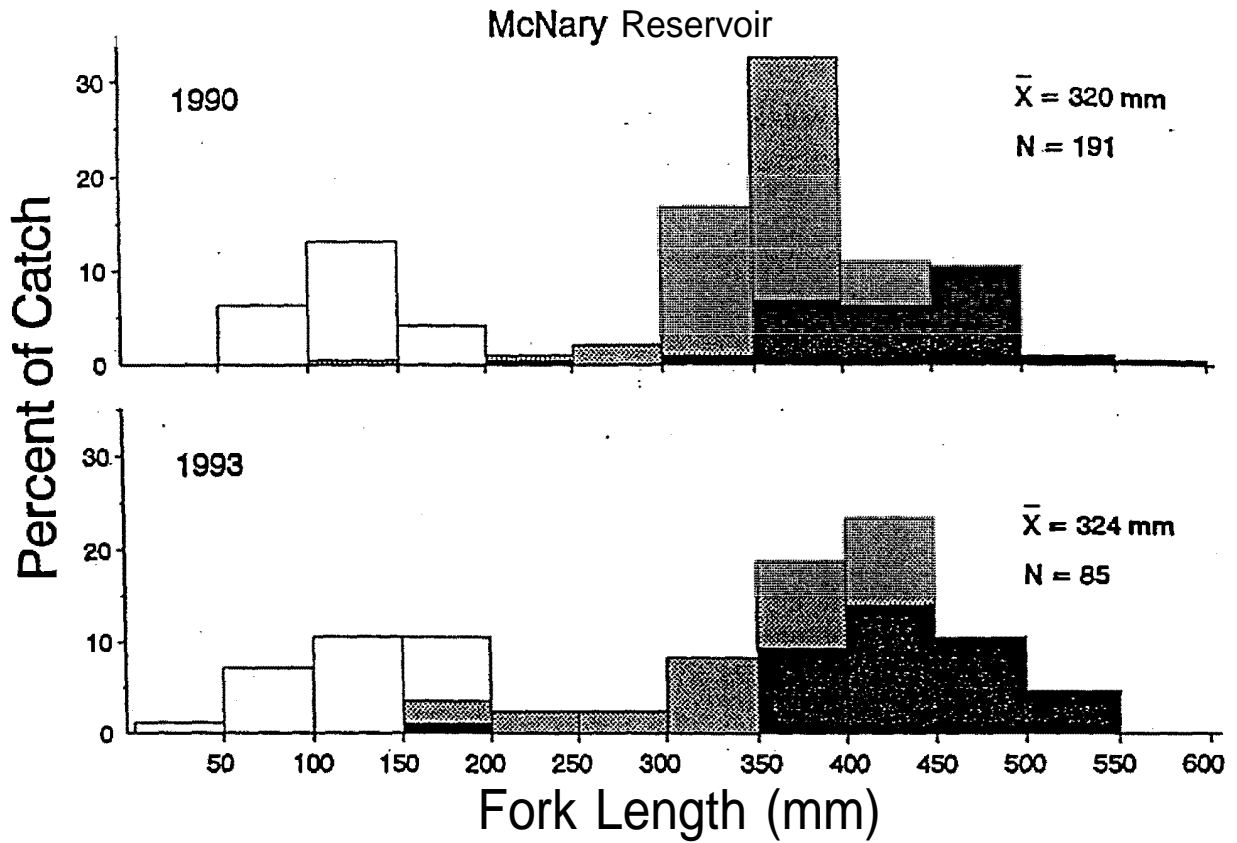 McNary Reservoir
1990
X̄ = 320 mm
N = 191
30
20
10
0
Percent of Catch
1993
X̄ = 324 mm
N = 85
30
20
10
0
50 100 150 200 250 300 350 400 450 500 550 600
Fork Length (mm)